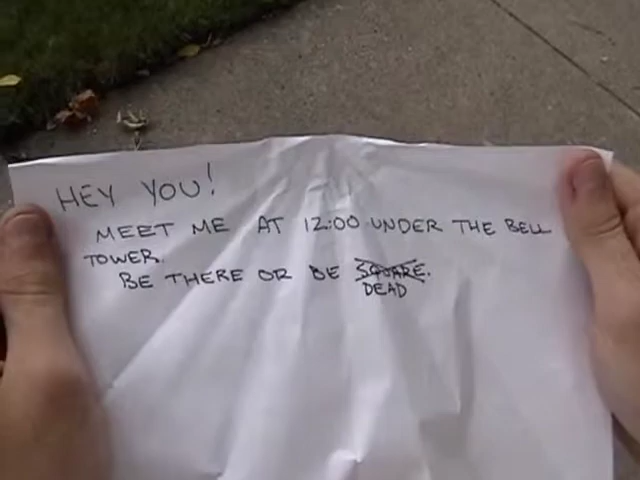 HEY YOU!
MEET ME AT 12:00 UNDER THE BELL
TOWER.
BE THERE OR BE SQUARE.
DEAD